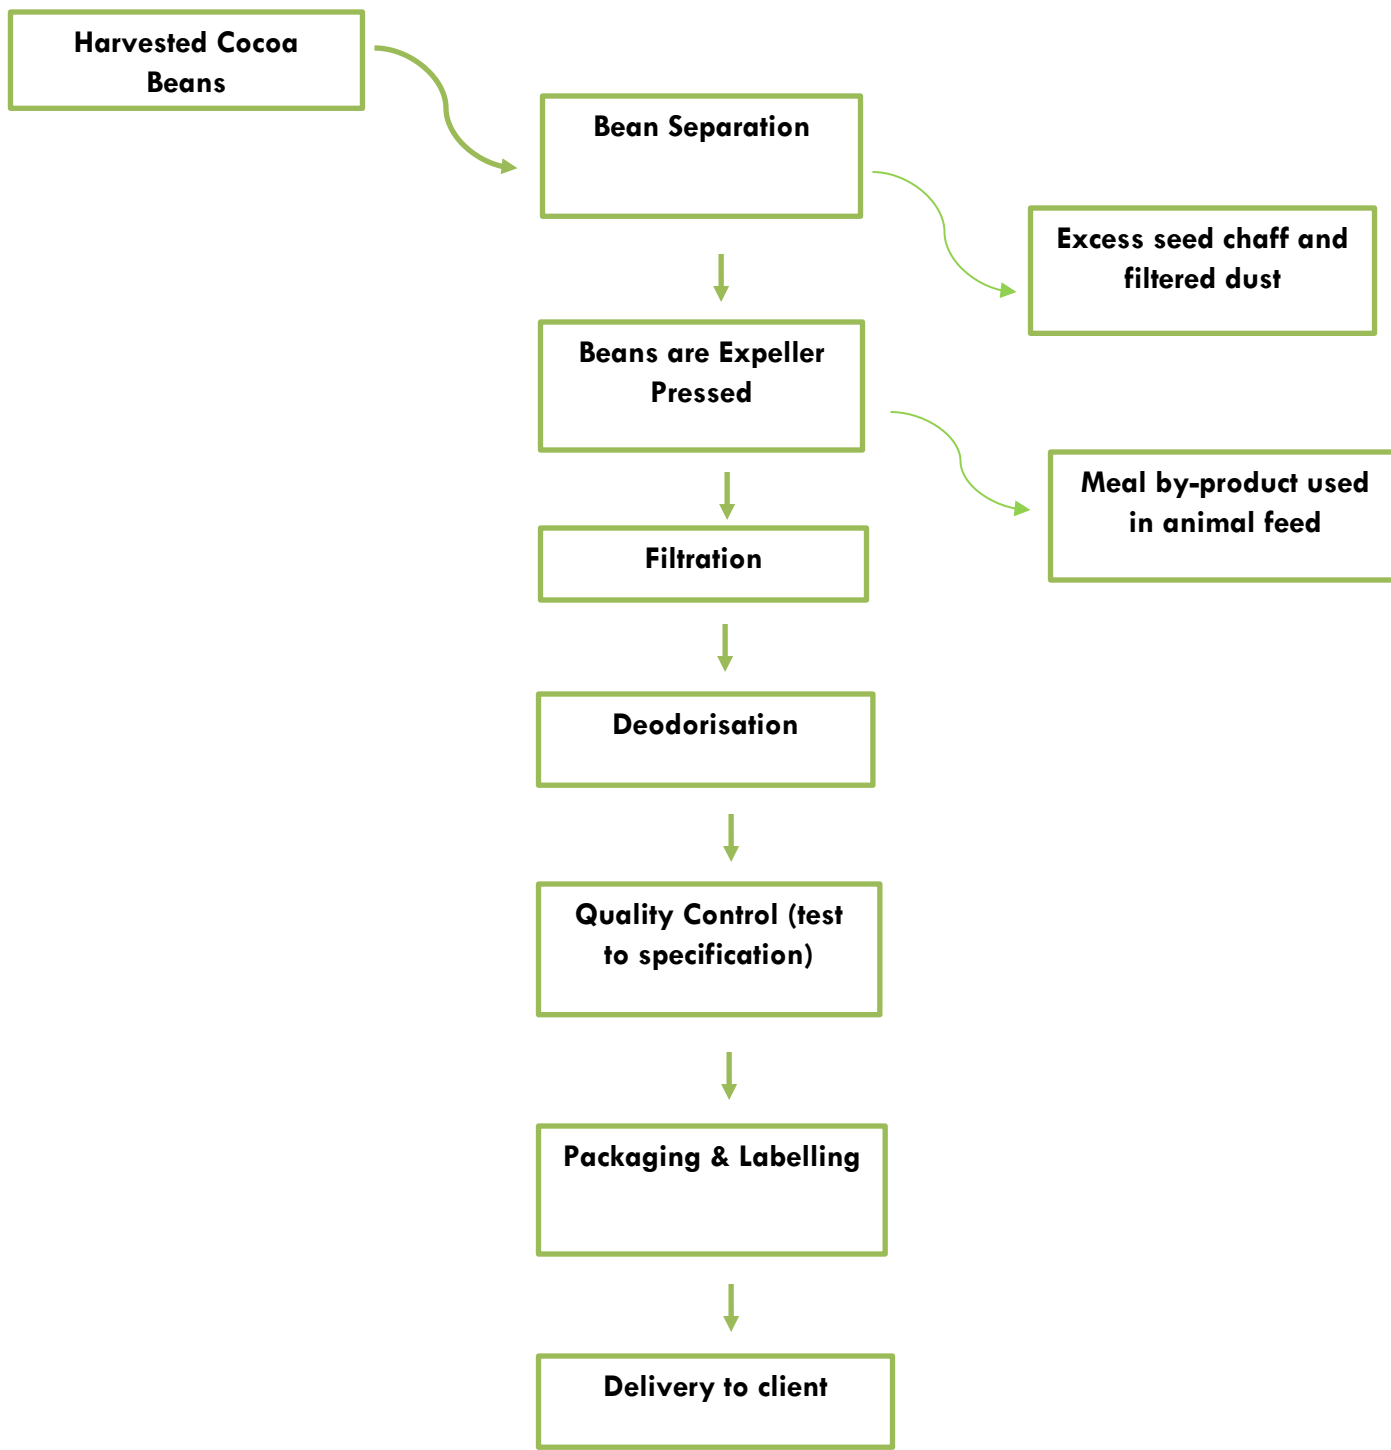 Harvested Cocoa
Beans
Bean Separation
Excess seed chaff and
filtered dust
Beans are Expeller
Pressed
Meal by-product used
in animal feed
Filtration
Deodorisation
Quality Control (test
to specification)
Packaging & Labelling
Delivery to client